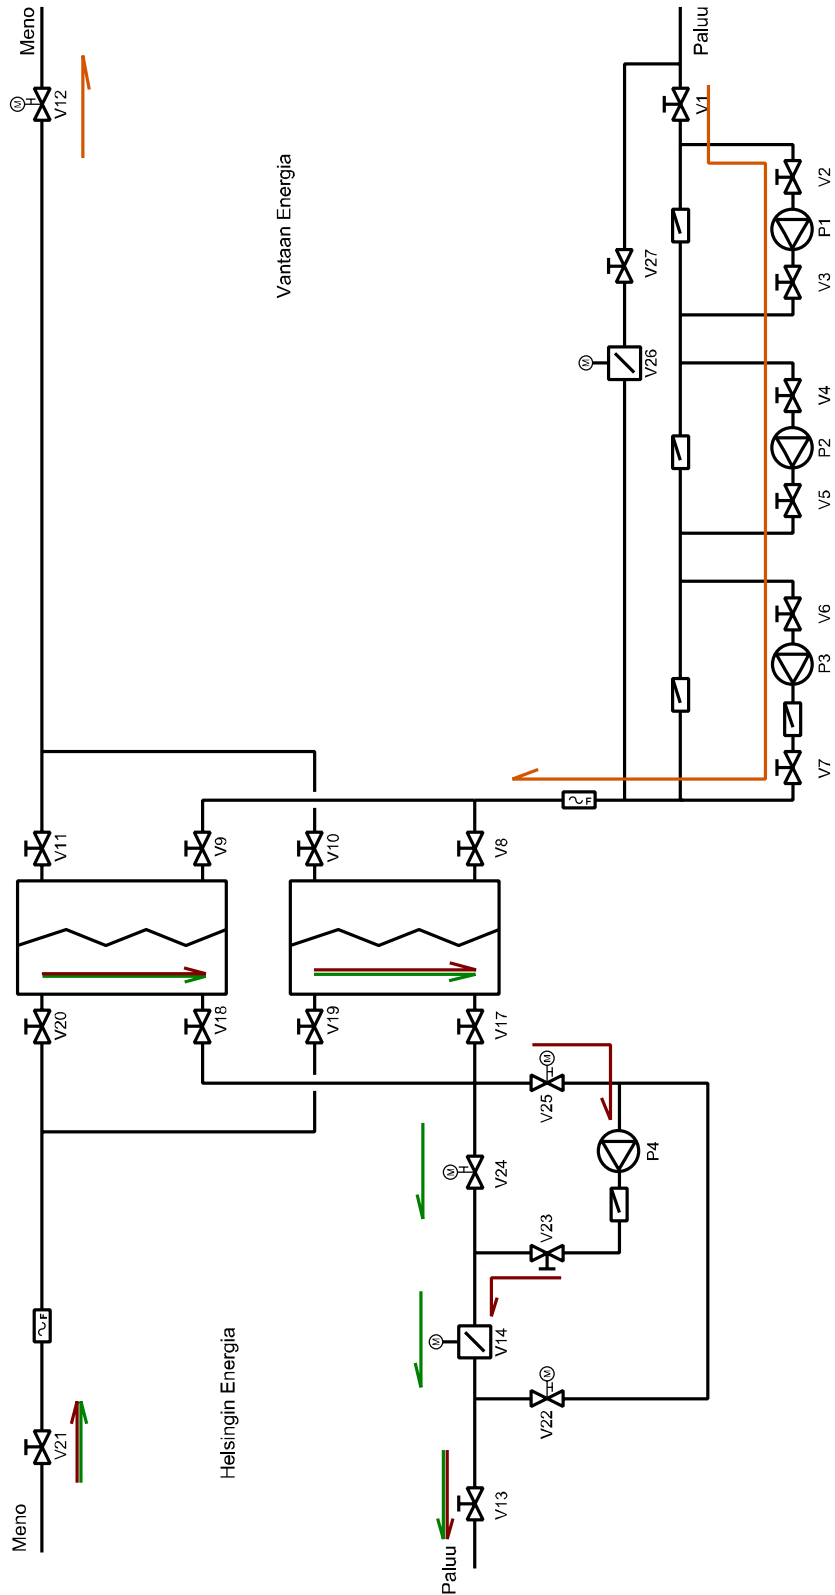 Meno
Paluu
M
V12
V1
Vantaan Energia
V2
P1
V27
V3
M
V26
V4
P2
V5
V6
P3
V7
F
V11
V9
V10
V8
V20
V18
V19
V17
M
V25
M
V24
P4
V23
F
M
V14
Helsingin Energia
M
V22
V21
V13
Meno
Paluu